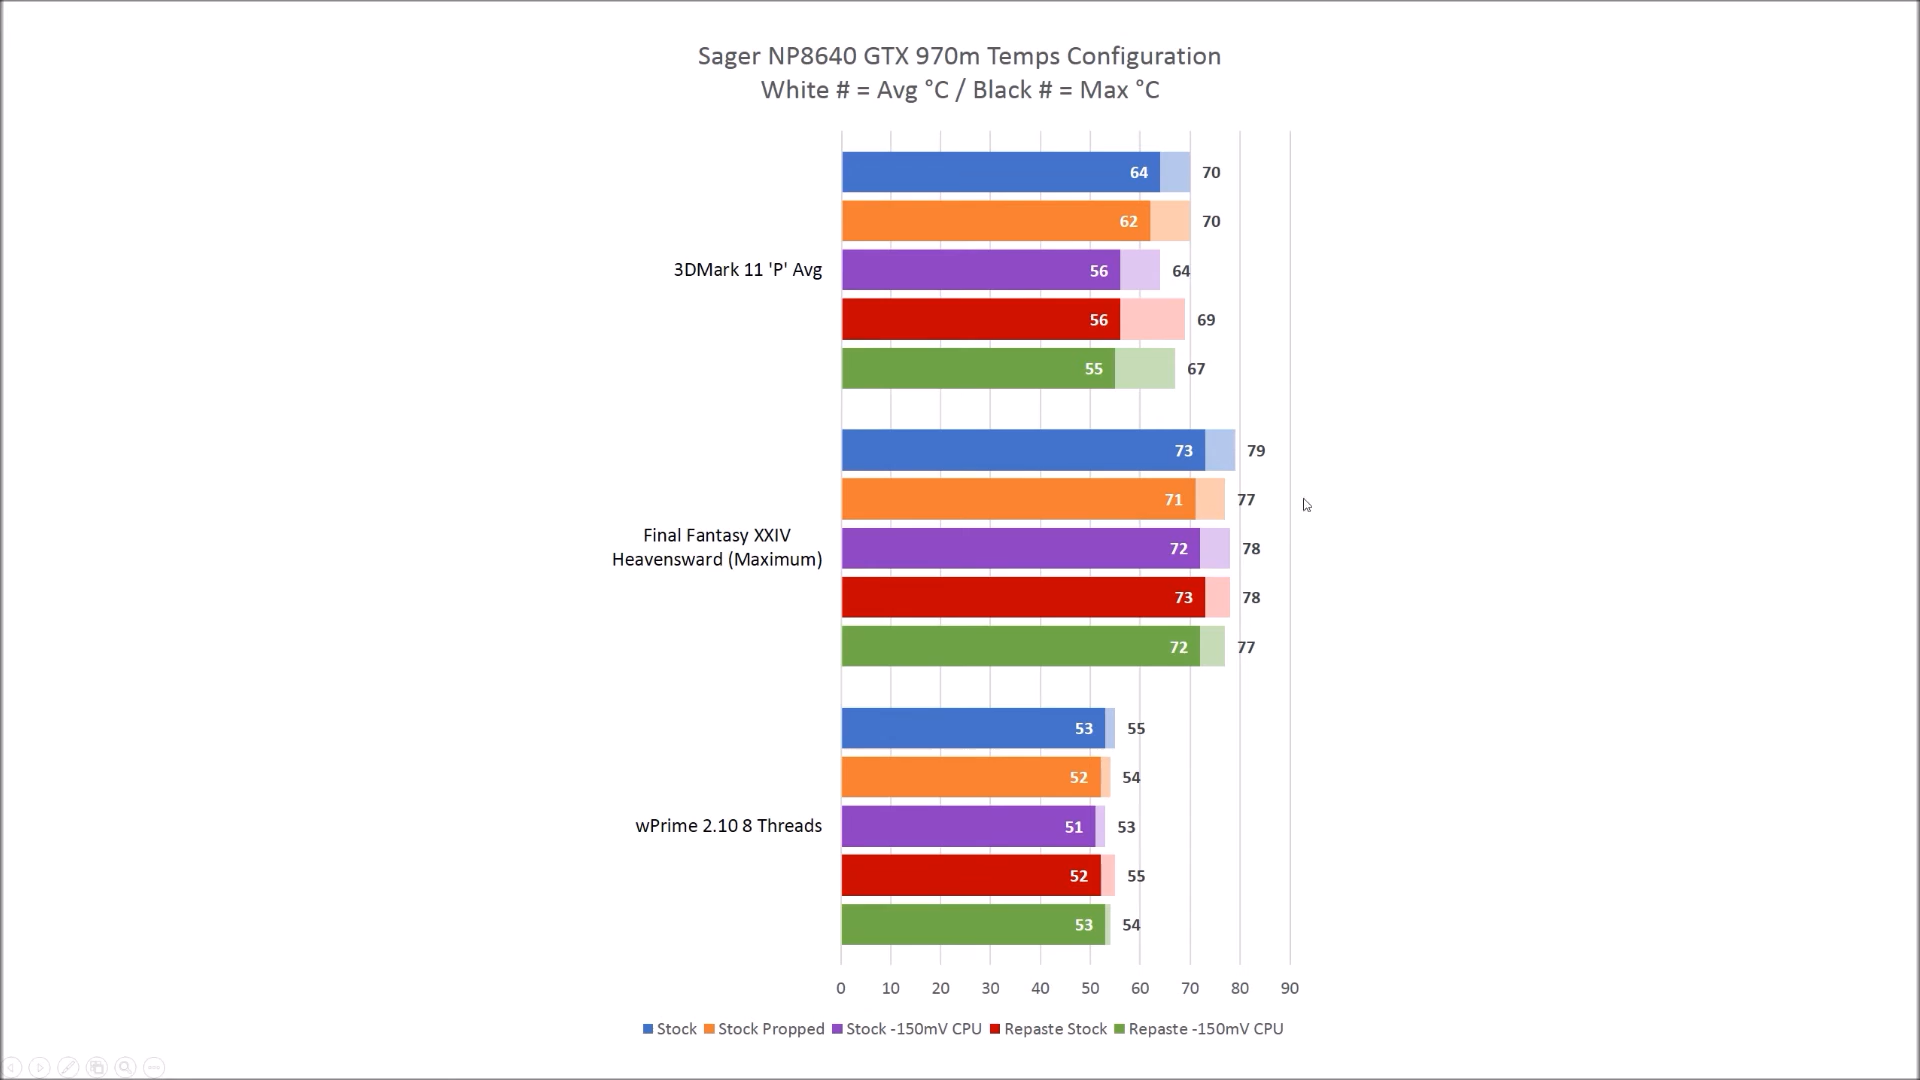 Sager NP8640 GTX 970m Temps Configuration
White # = Avg °C / Black # = Max °C
64 70
62 70
3DMark 11 'P' Avg 56 64
56 69
55 67
73 79
71 77
Final Fantasy XXIV
Heavensward (Maximum)
72 78
73 78
72 77
53 55
52 54
wPrime 2.10 8 Threads 51 53
52 55
53 54
0 10 20 30 40 50 60 70 80 90
Stock Stock Propped Stock -150mV CPU Repaste Stock Repaste -150mV CPU